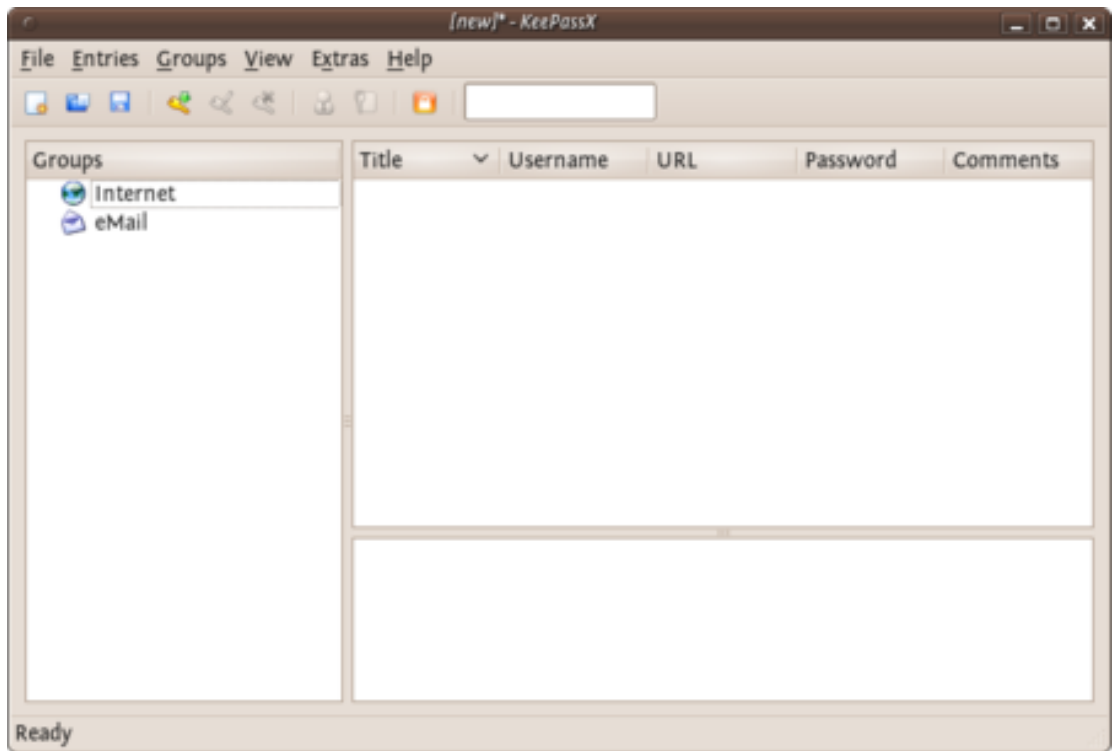 [new]* - KeePassX
File Entries Groups View Extras Help
Groups
Internet
eMail
Title Username URL Password Comments
Ready